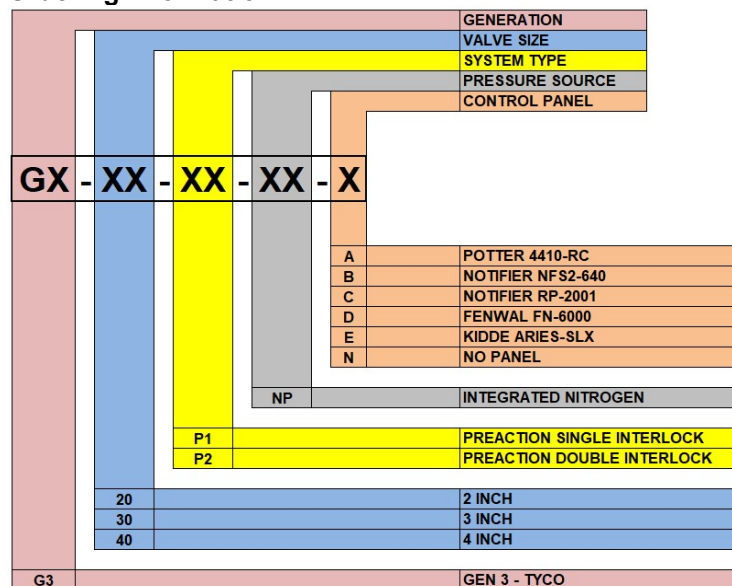 GENERATION
VALVE SIZE
SYSTEM TYPE
PRESSURE SOURCE
CONTROL PANEL
GX - XX - XX - XX - X
A POTTER 4410-RC
B NOTIFIER NFS2-640
C NOTIFIER RP-2001
D FENWAL FN-6000
E KIDDE ARIES-SLX
N NO PANEL
NP INTEGRATED NITROGEN
P1 PREACTION SINGLE INTERLOCK
P2 PREACTION DOUBLE INTERLOCK
20 2 INCH
30 3 INCH
40 4 INCH
G3 GEN 3 - TYCO